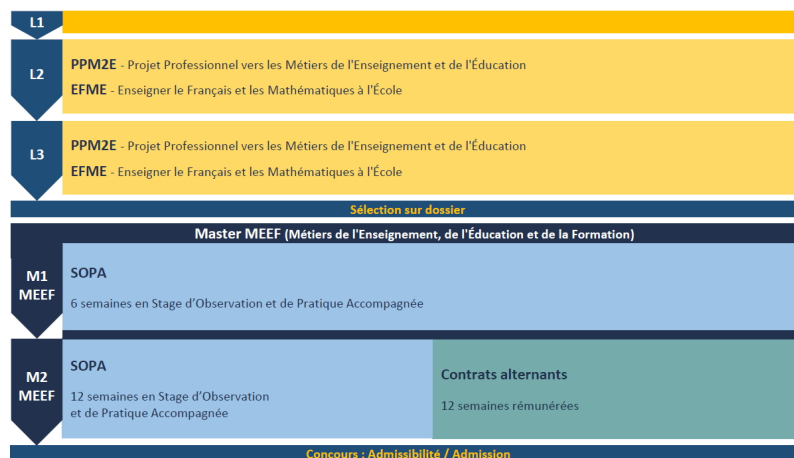 L1
L2
PPM2E - Projet Professionnel vers les Métiers de l'Enseignement et de l'Éducation
EFME - Enseigner le Français et les Mathématiques à l'École
L3
PPM2E - Projet Professionnel vers les Métiers de l'Enseignement et de l'Éducation
EFME - Enseigner le Français et les Mathématiques à l'École
Sélection sur dossier
Master MEEF (Métiers de l'Enseignement, de l'Éducation et de la Formation)
M1
MEEF
SOPA
6 semaines en Stage d’Observation et de Pratique Accompagnée
M2
MEEF
SOPA
12 semaines en Stage d’Observation
et de Pratique Accompagnée
Contrats alternants
12 semaines rémunérées
Concours : Admissibilité / Admission